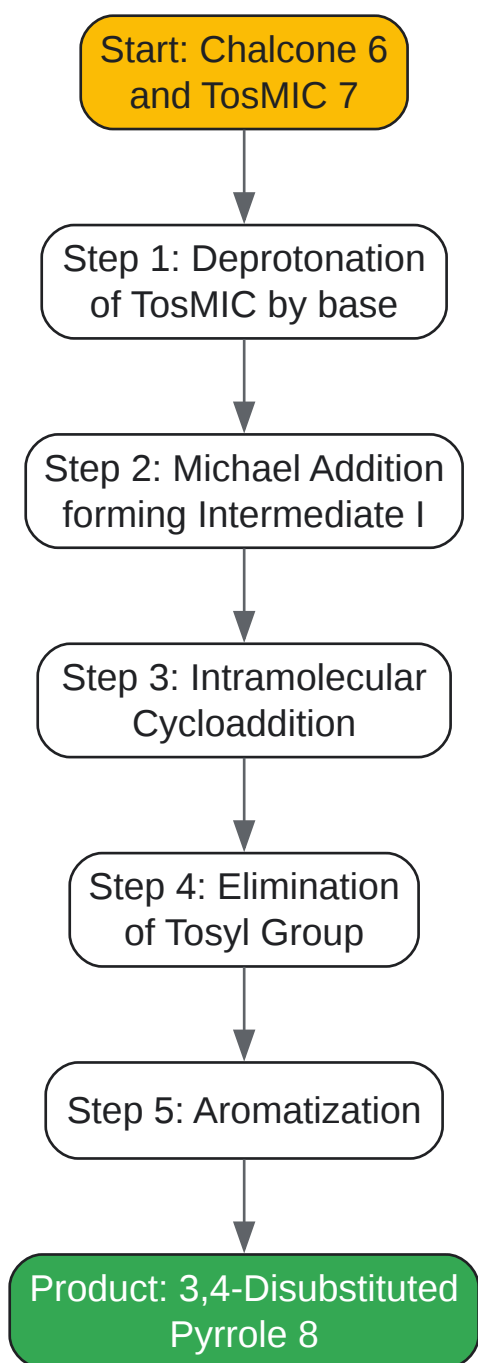 Start: Chalcone 6
and TosMIC 7
Step 1: Deprotonation
of TosMIC by base
Step 2: Michael Addition
forming Intermediate I
Step 3: Intramolecular
Cycloaddition
Step 4: Elimination
of Tosyl Group
Step 5: Aromatization
Product: 3,4-Disubstituted
Pyrrole 8